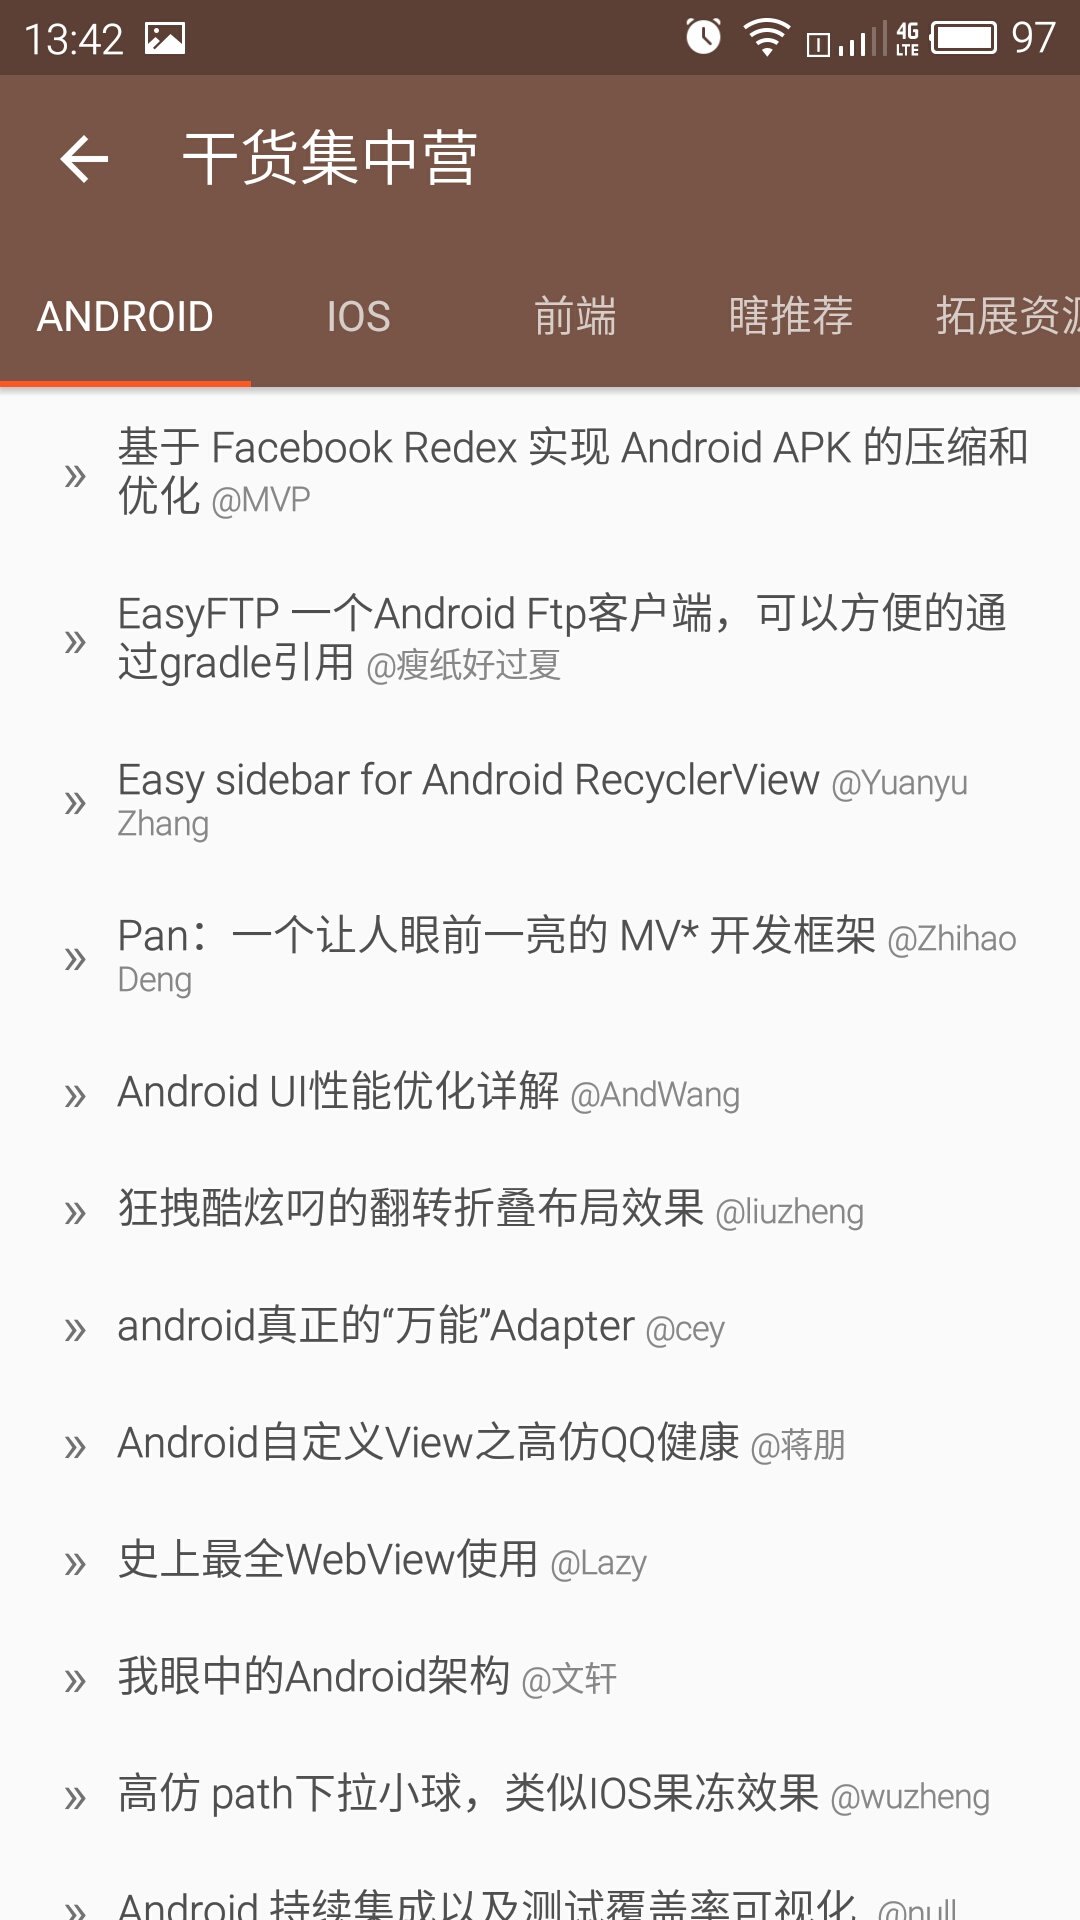 13:42
4G
LTE
97
干货集中营
ANDROID
IOS
前端
瞎推荐
拓展资源
» 基于 Facebook Redex 实现 Android APK 的压缩和
优化 @MVP
» EasyFTP 一个Android Ftp客户端，可以方便的通
过gradle引用 @瘦纸好过夏
» Easy sidebar for Android RecyclerView @Yuanyu
Zhang
» Pan：一个让人眼前一亮的 MV* 开发框架 @Zhihao
Deng
» Android UI性能优化详解 @AndWang
» 狂拽酷炫叼的翻转折叠布局效果 @liuzheng
» android真正的“万能”Adapter @cey
» Android自定义View之高仿QQ健康 @蒋朋
» 史上最全WebView使用 @Lazy
» 我眼中的Android架构 @文轩
» 高仿 path下拉小球，类似IOS果冻效果 @wuzheng
» Android 持续集成以及测试覆盖率可视化 @null